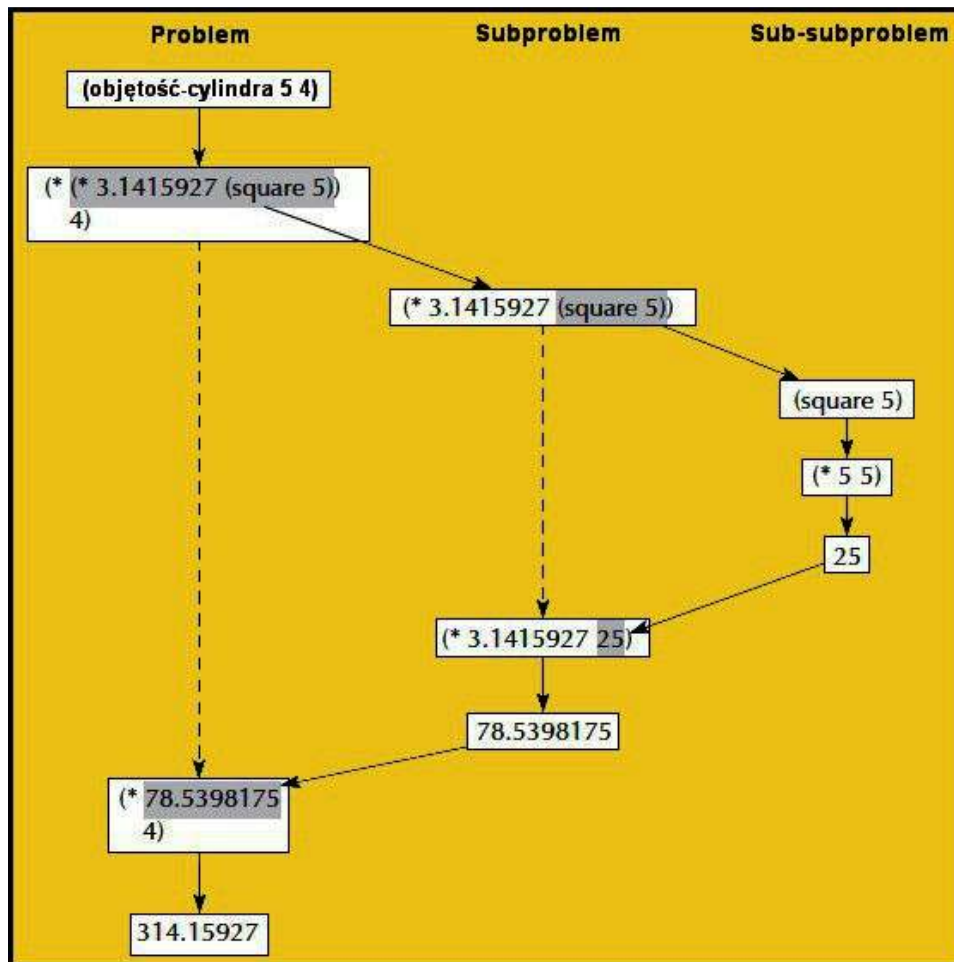 Problem
Subproblem
Sub-subproblem
(objętość-cylindra 5 4)
(* (* 3.1415927 (square 5))
4)
(* 3.1415927 (square 5))
(square 5)
(* 5 5)
25
(* 3.1415927 25)
78.5398175
(* 78.5398175
4)
314.15927